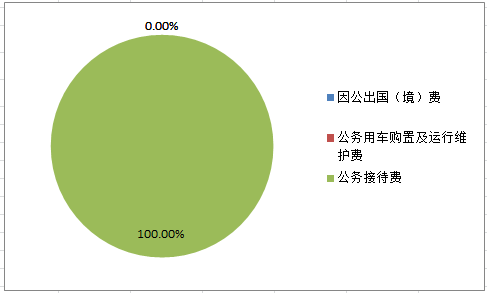 0.00%
100.00%
因公出国（境）费
公务用车购置及运行维
护费
公务接待费